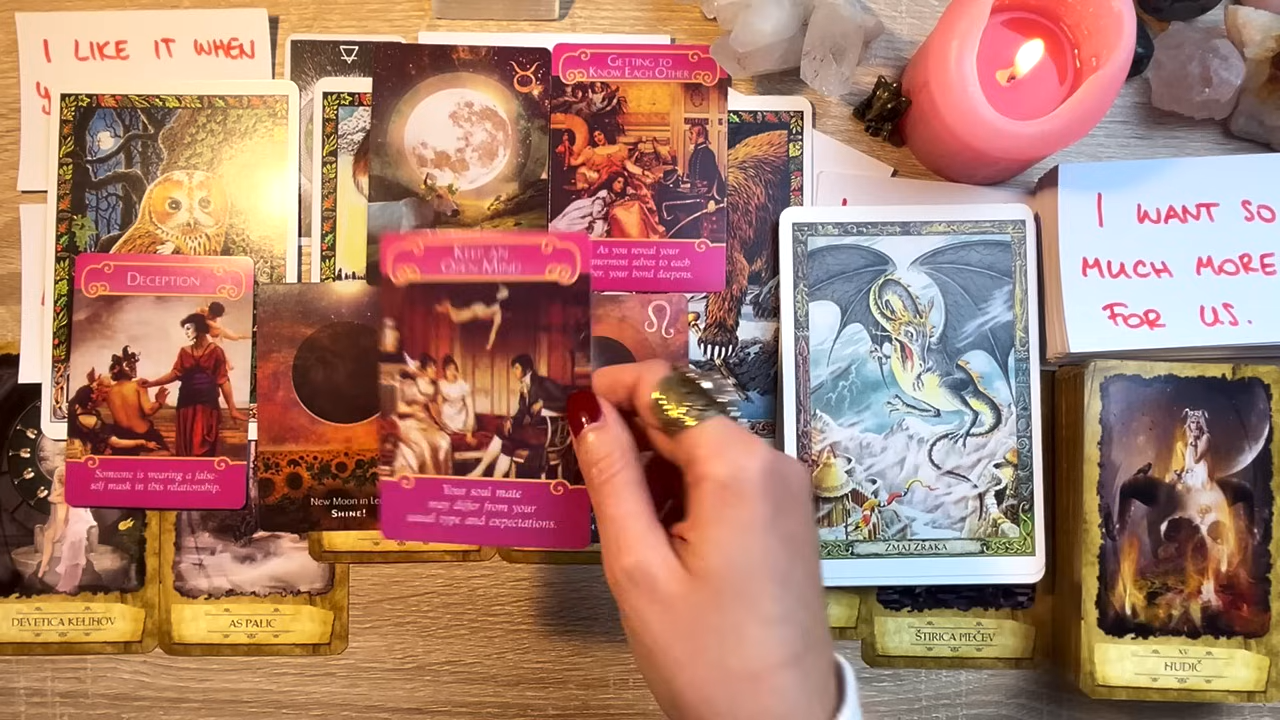 I LIKE IT WHEN
GETTING TO
KNOW EACH OTHER
As you reveal your
innermost selves to each
other, your bond deepens.
I WANT SO
MUCH MORE
FOR US.
KEEP AN
OPEN MIND
Your soul mate
may differ from your
usual type and expectations.
DECEPTION
Someone is wearing a false-
self mask in this relationship.
New Moon in Le
SHINE!
ZMAJ ZRAKA
DEVETICA KELIHOV
AS PALIC
ŠTIRICA MEČEV
XV
HUDIČ